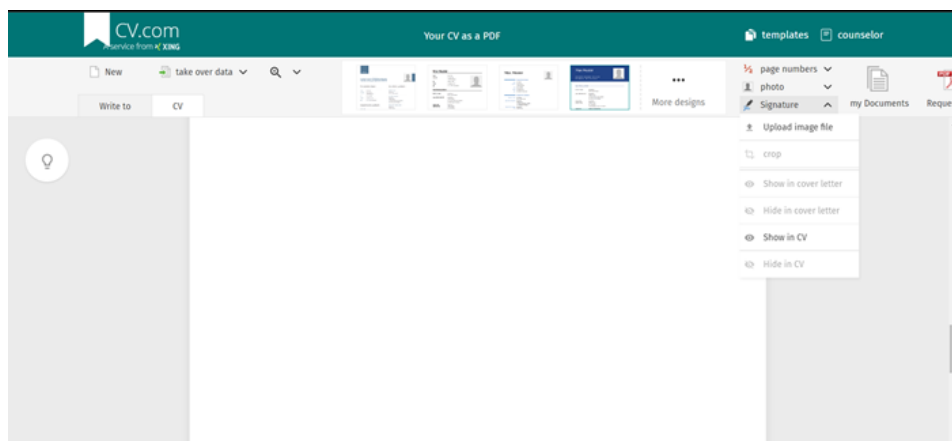 CV.com
A service from XING
Your CV as a PDF
templates
counselor
New
take over data
page numbers
photo
Signature
More designs
my Documents
Write to
CV
Upload image file
crop
Show in cover letter
Hide in cover letter
Show in CV
Hide in CV